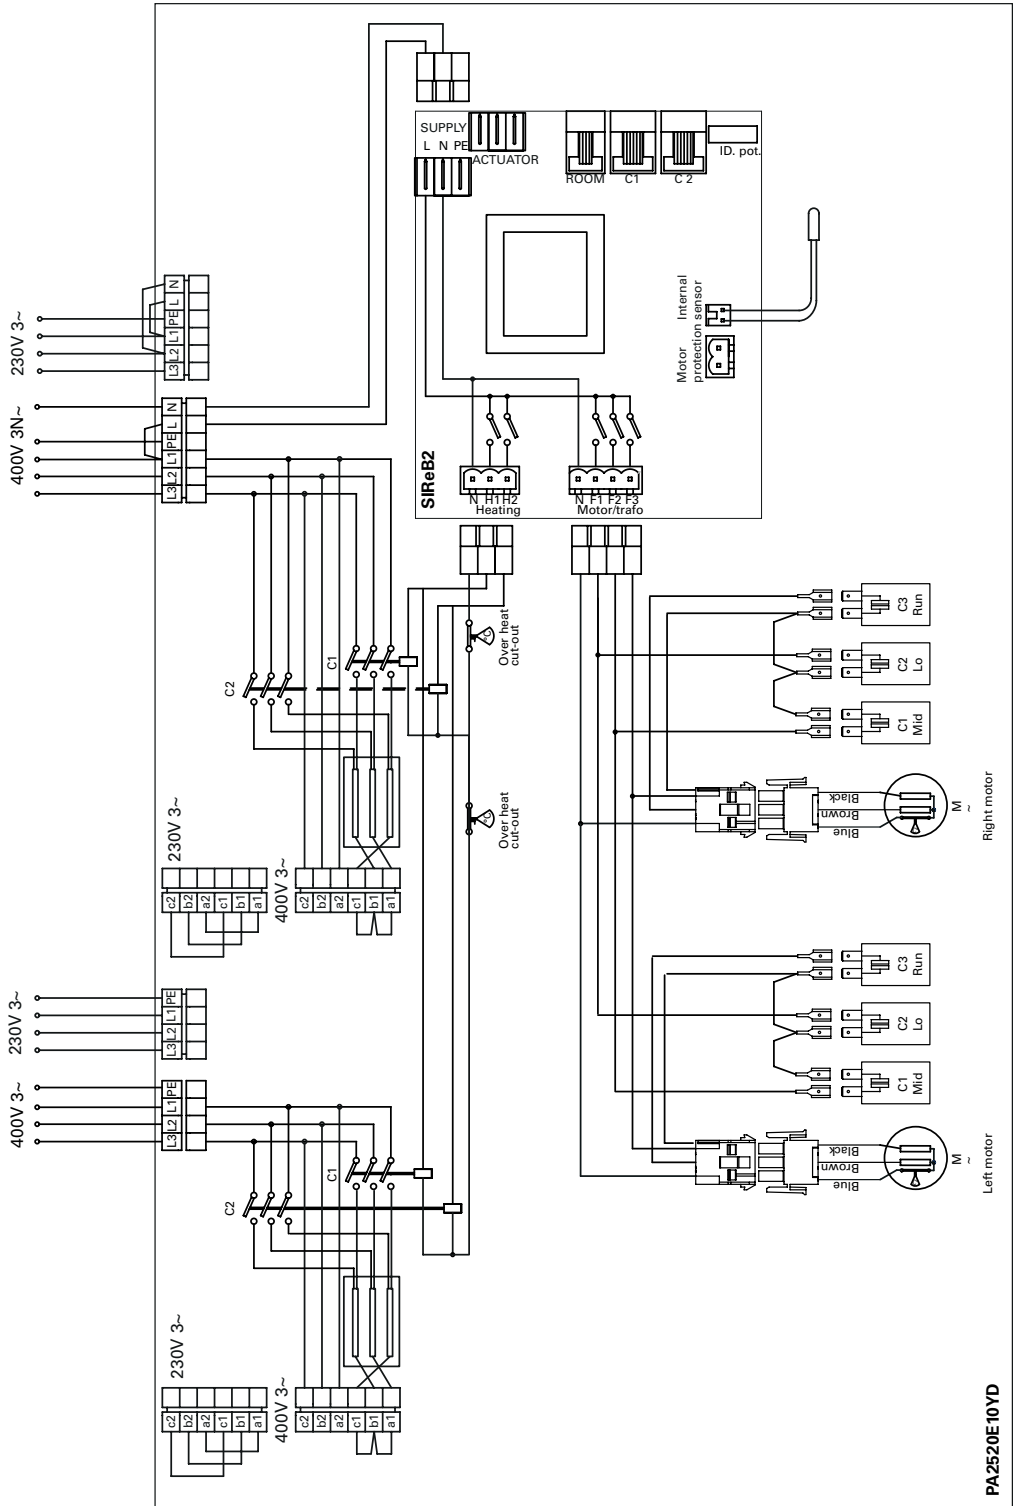 SUPPLY
L N PE
ACTUATOR
ROOM
C1
C 2
ID. pot.
Internal
Motor
protection sensor
SIReB2
N H1 H2
Heating
N F1 F2 F3
Motor/trafo
230V 3~
N
L
PE
L1
L2
L3
400V 3N~
N
L
PE
L1
L2
L3
C1
C2
Over heat
cut-out
°C
Over heat
cut-out
°C
230V 3~
c2
b2
a2
c1
b1
a1
400V 3~
c2
b2
a2
c1
b1
a1
C3
Run
C2
Lo
C1
Mid
Black
Brown
Blue
M
~
Right motor
230V 3~
PE
L1
L2
L3
400V 3~
PE
L1
L2
L3
C1
C2
230V 3~
c2
b2
a2
c1
b1
a1
400V 3~
c2
b2
a2
c1
b1
a1
C3
Run
C2
Lo
C1
Mid
Black
Brown
Blue
M
~
Left motor
PA2520E10YD